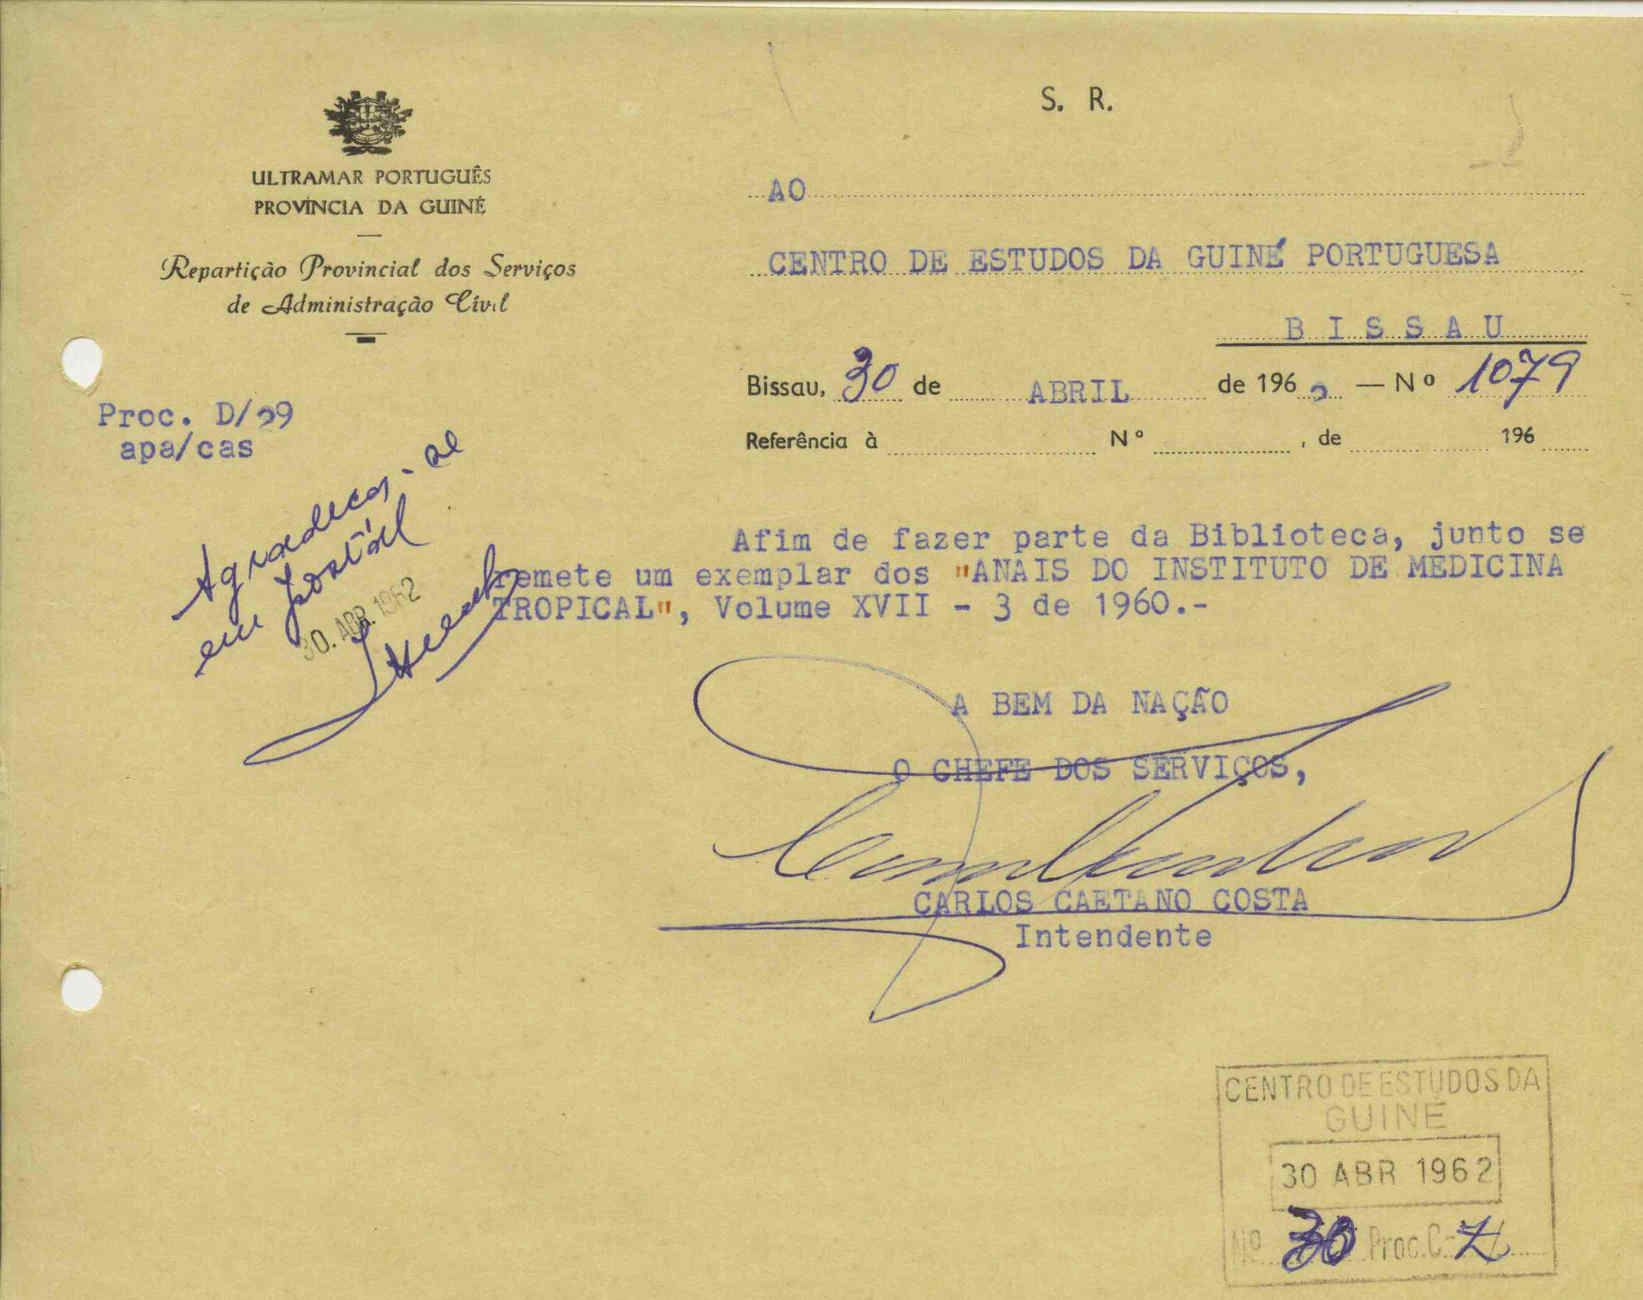 S. R.
ULTRAMAR PORTUGUÊS
PROVÍNCIA DA GUINÉ
Repartição Provincial dos Serviços
de Administração Civil
AO
CENTRO DE ESTUDOS DA GUINÉ PORTUGUESA
B I S S A U
Bissau, 30 de ABRIL de 1962 — Nº 1079
Referência à Nº , de 196
Proc. D/29
apa/cas
em postal
30. ABR. 1962
Afim de fazer parte da Biblioteca, junto se
remete um exemplar dos "ANAIS DO INSTITUTO DE MEDICINA
TROPICAL", Volume XVII - 3 de 1960.-
A BEM DA NAÇÃO
O CHEFE DOS SERVIÇOS,
CARLOS CAETANO COSTA
Intendente
CENTRO DE ESTUDOS DA
GUINÉ
30 ABR 1962
Nº 30 Proc. C-